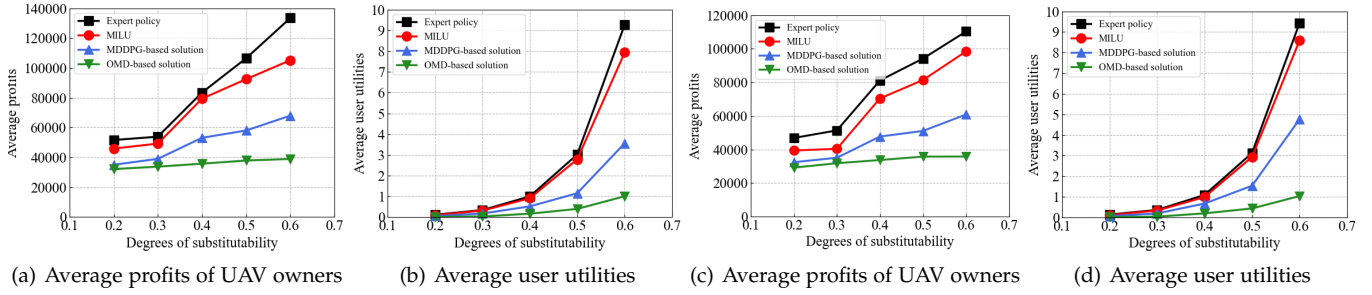 140000
120000
100000
80000
60000
40000
20000
0
Average profits
Expert policy
MILU
MDDPG-based solution
OMD-based solution
0.1 0.2 0.3 0.4 0.5 0.6 0.7
Degrees of substitutability
(a) Average profits of UAV owners
10
9
8
7
6
5
4
3
2
1
0
Average user utilities
Expert policy
MILU
MDDPG-based solution
OMD-based solution
0.1 0.2 0.3 0.4 0.5 0.6 0.7
Degrees of substitutability
(b) Average user utilities
120000
100000
80000
60000
40000
20000
0
Average profits
Expert policy
MILU
MDDPG-based solution
OMD-based solution
0.1 0.2 0.3 0.4 0.5 0.6 0.7
Degrees of substitutability
(c) Average profits of UAV owners
10
9
8
7
6
5
4
3
2
1
0
Average user utilities
Expert policy
MILU
MDDPG-based solution
OMD-based solution
0.1 0.2 0.3 0.4 0.5 0.6 0.7
Degrees of substitutability
(d) Average user utilities